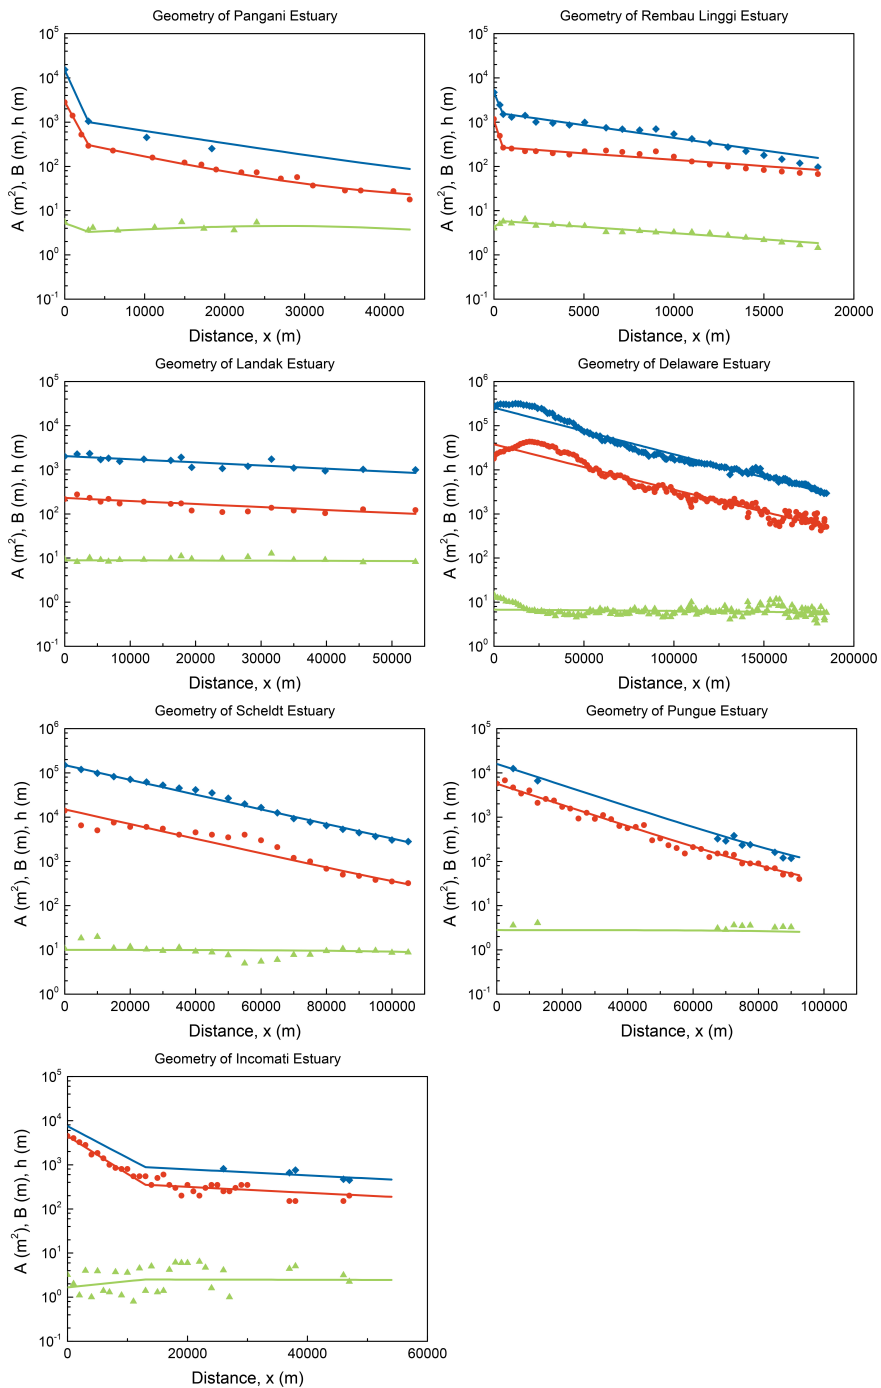 Geometry of Pangani Estuary
10^5
10^4
10^3
10^2
10^1
10^0
10^-1
A (m²), B (m), h (m)
0 10000 20000 30000 40000
Distance, x (m)
Geometry of Rembau Linggi Estuary
10^5
10^4
10^3
10^2
10^1
10^0
10^-1
A (m²), B (m), h (m)
0 5000 10000 15000 20000
Distance, x (m)
Geometry of Landak Estuary
10^5
10^4
10^3
10^2
10^1
10^0
10^-1
A (m²), B (m), h (m)
0 10000 20000 30000 40000 50000
Distance, x (m)
Geometry of Delaware Estuary
10^6
10^5
10^4
10^3
10^2
10^1
10^0
A (m²), B (m), h (m)
0 50000 100000 150000 200000
Distance, x (m)
Geometry of Scheldt Estuary
10^6
10^5
10^4
10^3
10^2
10^1
10^0
A (m²), B (m), h (m)
0 20000 40000 60000 80000 100000
Distance, x (m)
Geometry of Pungue Estuary
10^5
10^4
10^3
10^2
10^1
10^0
10^-1
A (m²), B (m), h (m)
0 20000 40000 60000 80000 100000
Distance, x (m)
Geometry of Incomati Estuary
10^5
10^4
10^3
10^2
10^1
10^0
10^-1
A (m²), B (m), h (m)
0 20000 40000 60000
Distance, x (m)